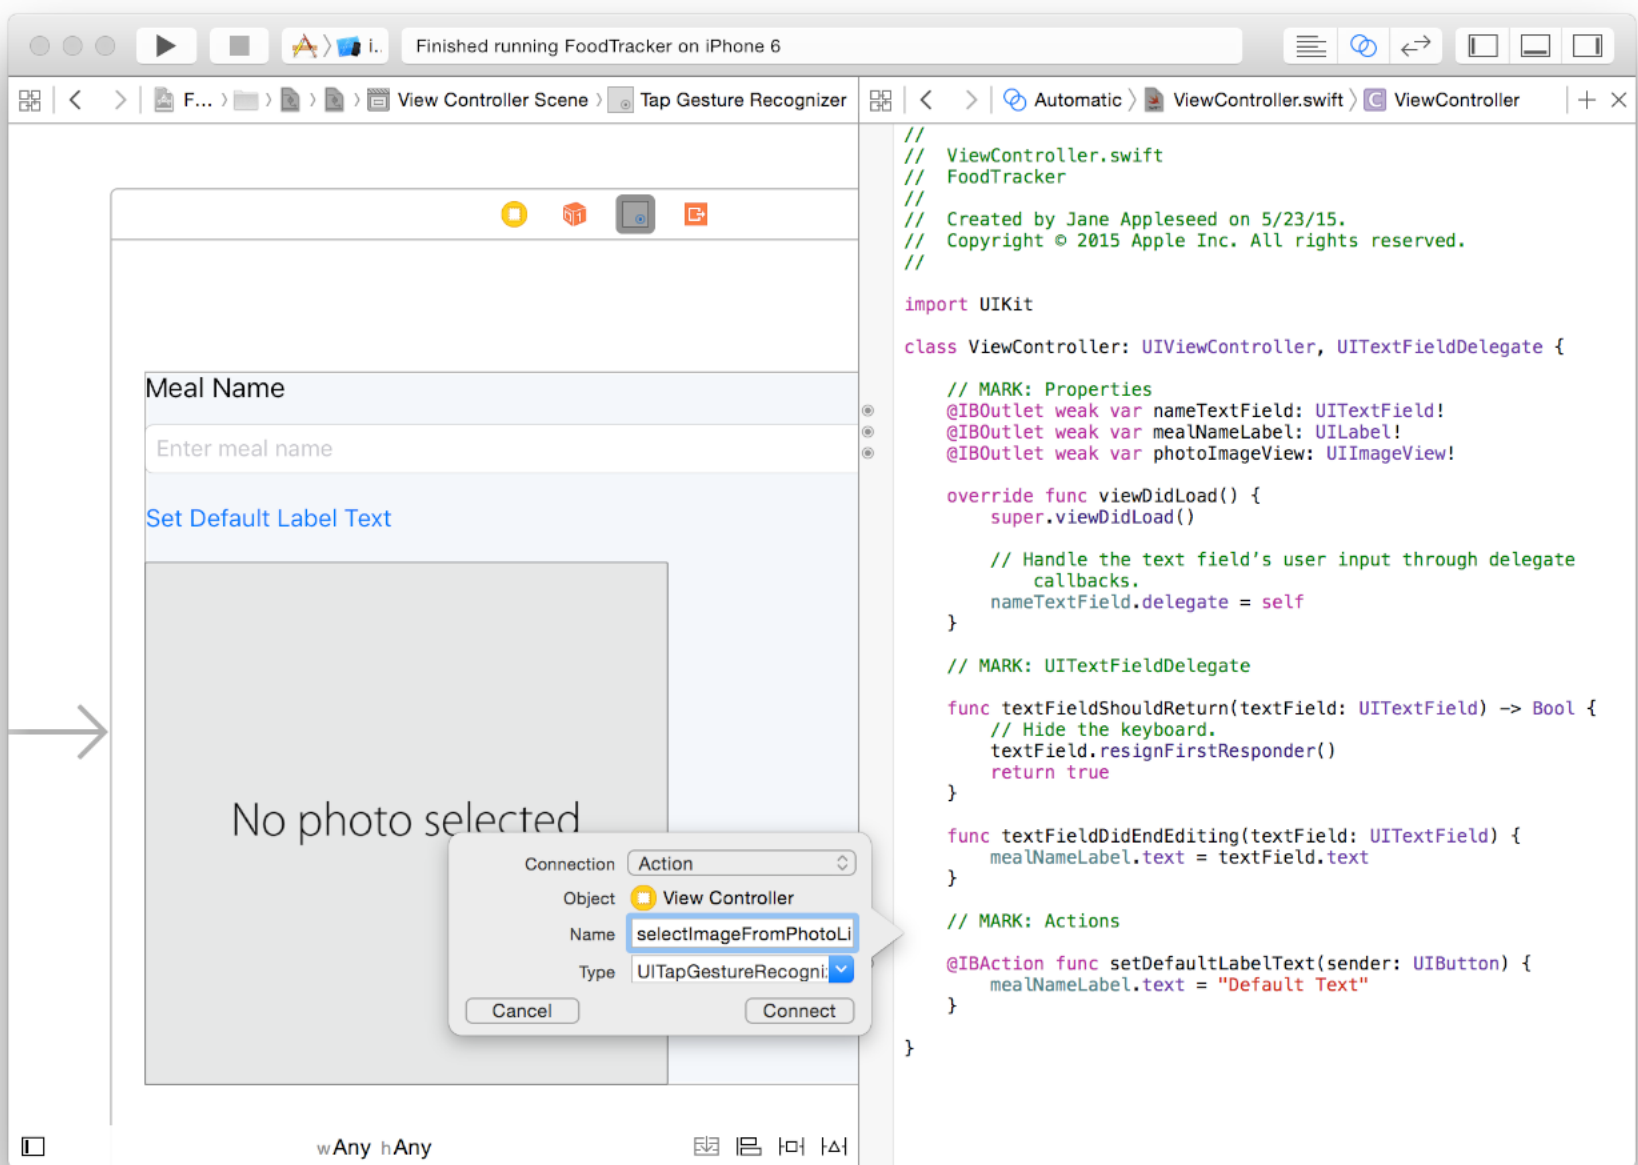 i..
Finished running FoodTracker on iPhone 6
F...
View Controller Scene
Tap Gesture Recognizer
Automatic
ViewController.swift
C
ViewController
Meal Name
Enter meal name
Set Default Label Text
No photo selected
Connection Action
Object View Controller
Name selectImageFromPhotoLi
Type UITapGestureRecogni
Cancel
Connect
wAny hAny
//
// ViewController.swift
// FoodTracker
//
// Created by Jane Appleseed on 5/23/15.
// Copyright © 2015 Apple Inc. All rights reserved.
//
import UIKit
class ViewController: UIViewController, UITextFieldDelegate {
// MARK: Properties
@IBOutlet weak var nameTextField: UITextField!
@IBOutlet weak var mealNameLabel: UILabel!
@IBOutlet weak var photoImageView: UIImageView!
override func viewDidLoad() {
super.viewDidLoad()
// Handle the text field’s user input through delegate
callbacks.
nameTextField.delegate = self
}
// MARK: UITextFieldDelegate
func textFieldShouldReturn(textField: UITextField) -> Bool {
// Hide the keyboard.
textField.resignFirstResponder()
return true
}
func textFieldDidEndEditing(textField: UITextField) {
mealNameLabel.text = textField.text
}
// MARK: Actions
@IBAction func setDefaultLabelText(sender: UIButton) {
mealNameLabel.text = "Default Text"
}
}